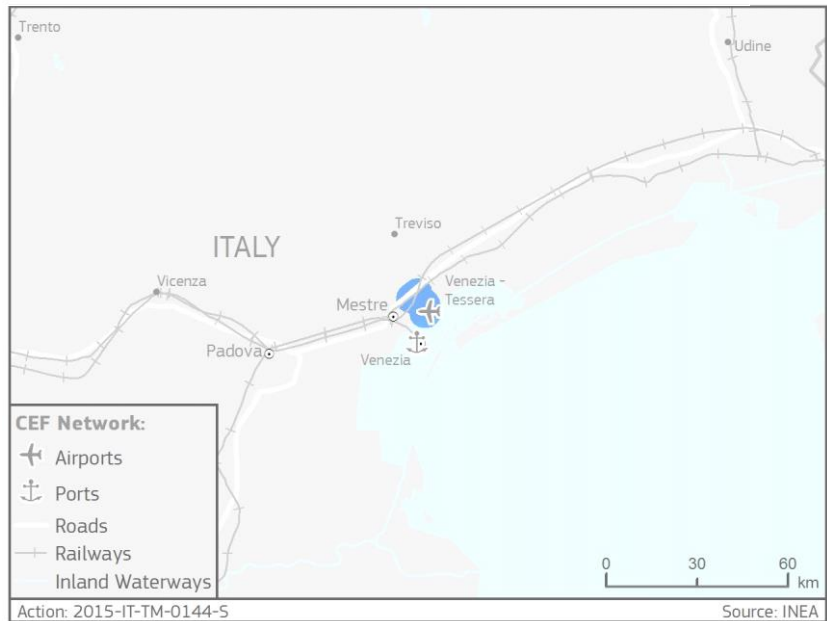 Trento
Udine
Treviso
ITALY
Vicenza
Venezia -
Tessera
Mestre
Padova
Venezia
CEF Network:
Airports
Ports
Roads
Railways
Inland Waterways
0 30 60
km
Action: 2015-IT-TM-0144-S
Source: INEA